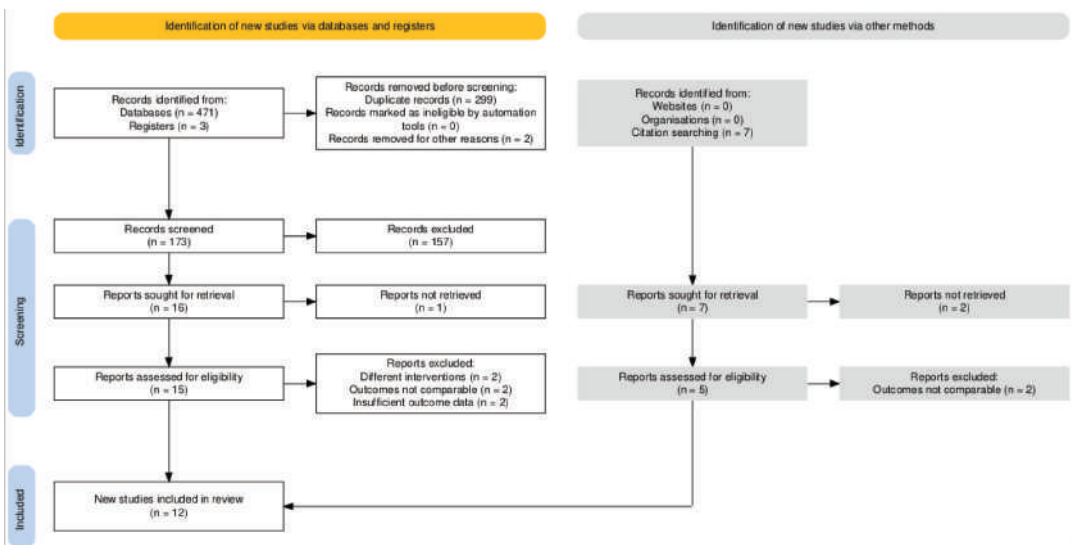 Identification of new studies via databases and registers
Identification of new studies via other methods
Identification
Records identified from:
Databases (n = 471)
Registers (n = 3)
Records removed before screening:
Duplicate records (n = 299)
Records marked as ineligible by automation
tools (n = 0)
Records removed for other reasons (n = 2)
Records identified from:
Websites (n = 0)
Organisations (n = 0)
Citation searching (n = 7)
Screening
Records screened
(n = 173)
Records excluded
(n = 157)
Reports sought for retrieval
(n = 16)
Reports not retrieved
(n = 1)
Reports sought for retrieval
(n = 7)
Reports not retrieved
(n = 2)
Reports assessed for eligibility
(n = 15)
Reports excluded:
Different interventions (n = 2)
Outcomes not comparable (n = 2)
Insufficient outcome data (n = 2)
Reports assessed for eligibility
(n = 5)
Reports excluded:
Outcomes not comparable (n = 2)
Included
New studies included in review
(n = 12)